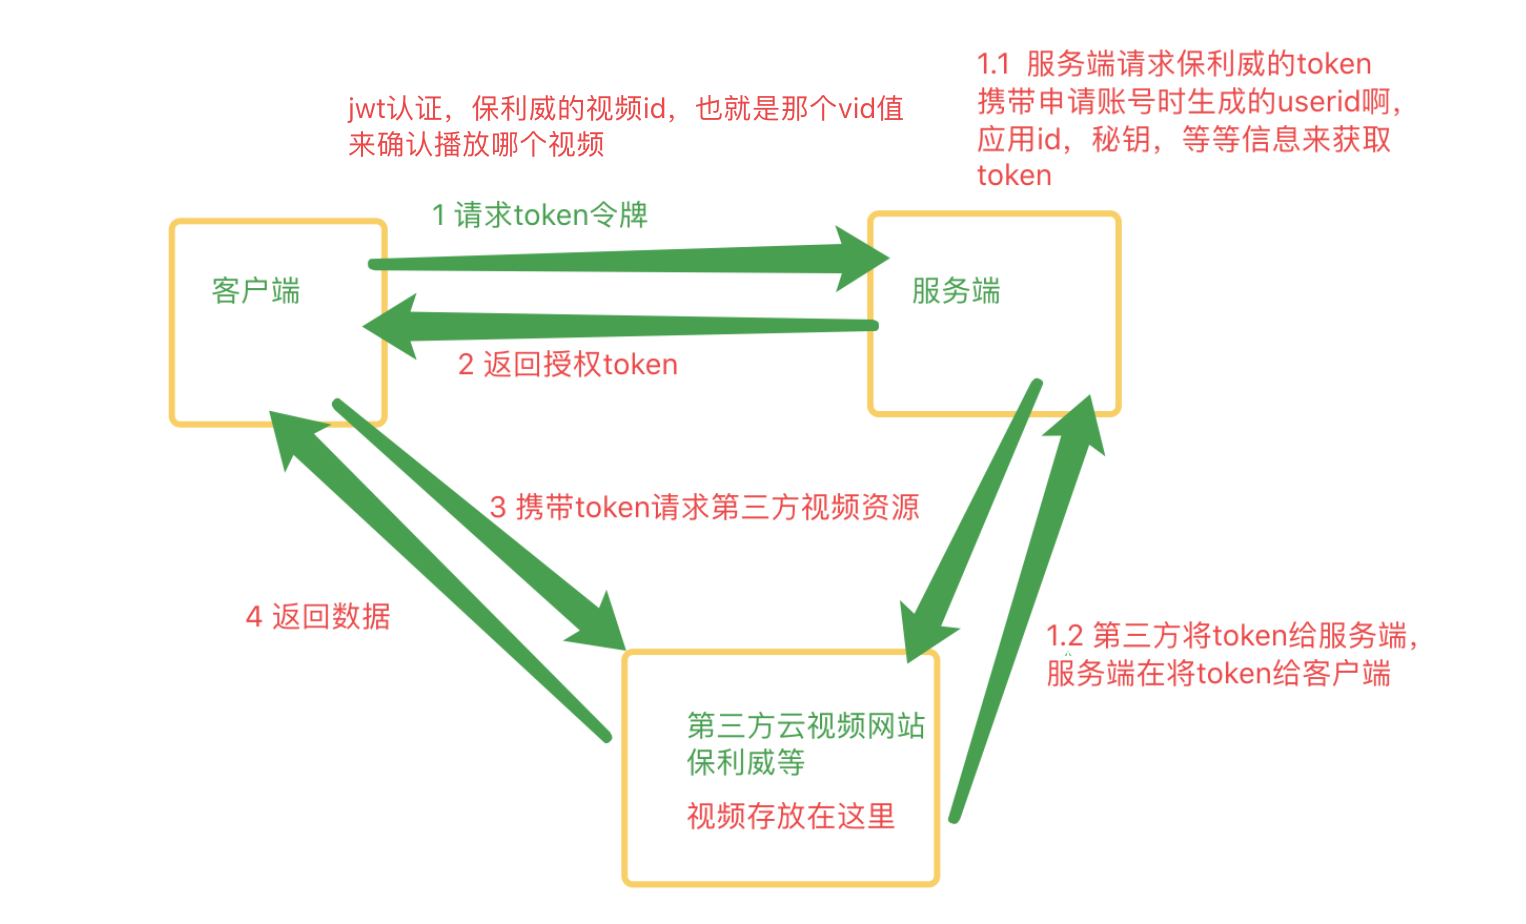 1.1 服务端请求保利威的token
携带申请账号时生成的userid啊,
应用id，秘钥，等等信息来获取
token
jwt认证，保利威的视频id，也就是那个vid值
来确认播放哪个视频
1 请求token令牌
客户端
服务端
2 返回授权token
3 携带token请求第三方视频资源
4 返回数据
1.2 第三方将token给服务端，
服务端在将token给客户端
第三方云视频网站
保利威等
视频存放在这里